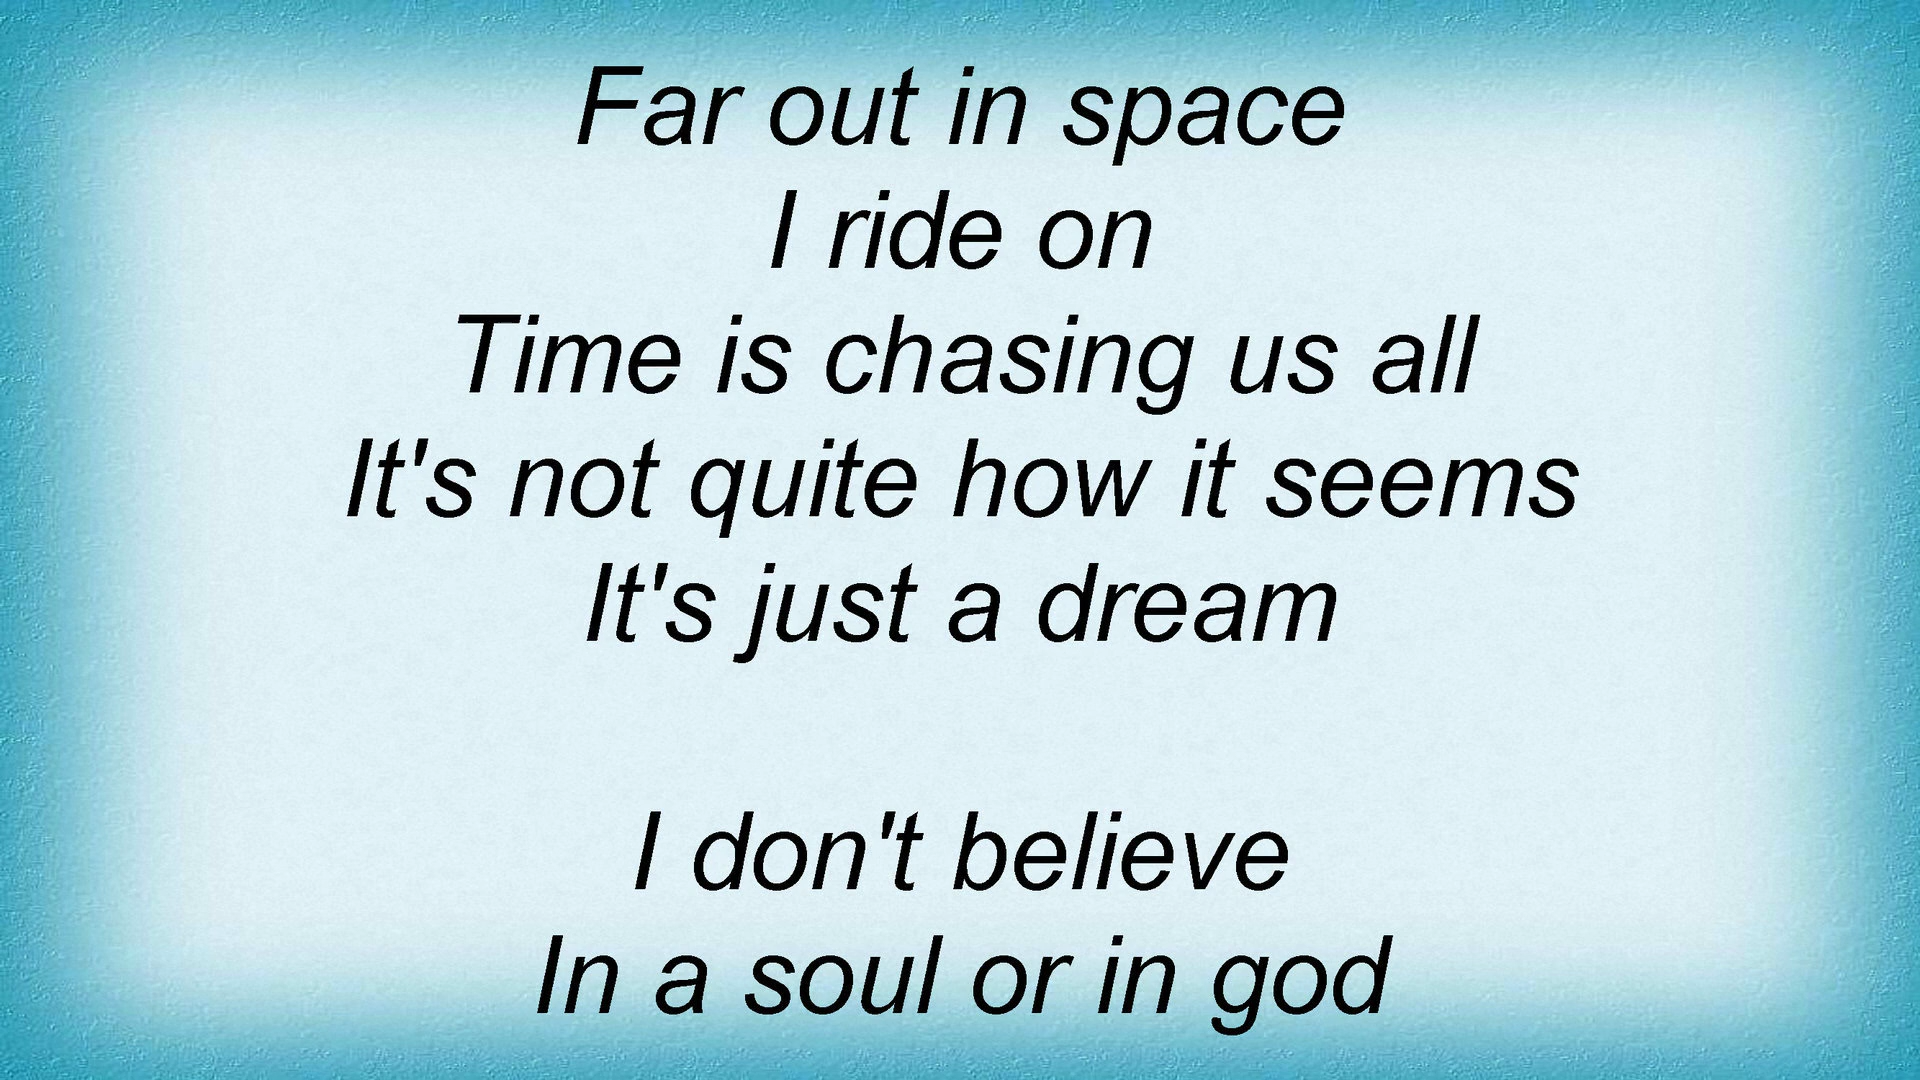 Far out in space
I ride on
Time is chasing us all
It's not quite how it seems
It's just a dream
I don't believe
In a soul or in god